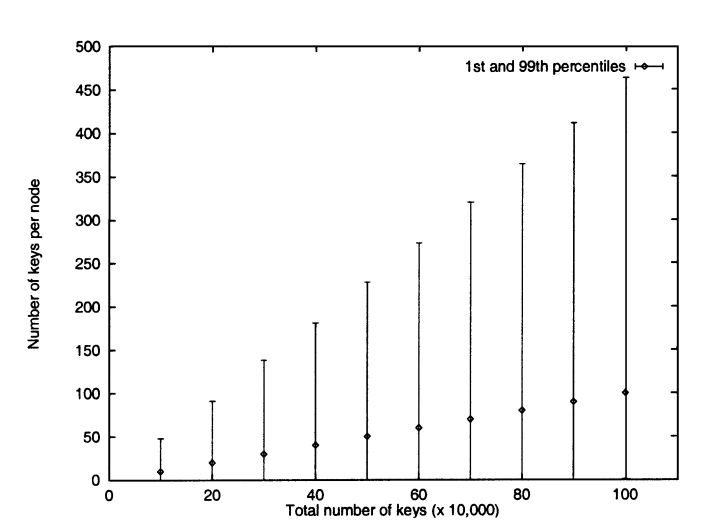 500
450
400
350
300
250
200
150
100
50
0
Number of keys per node
1st and 99th percentiles
0 20 40 60 80 100
Total number of keys (x 10,000)